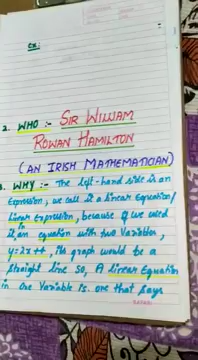 Ex:
2. WHO :- SIR WILLIAM
ROWAN HAMILTON
(AN IRISH MATHEMATICIAN)
3. WHY :- The left-hand side is an
Expression, we call it a linear equation/
linear expression, because if we used
in
it an equation with two Variables,
y=2x+4, its graph would be a
straight line so, A linear Equation
in One Variable is one that says